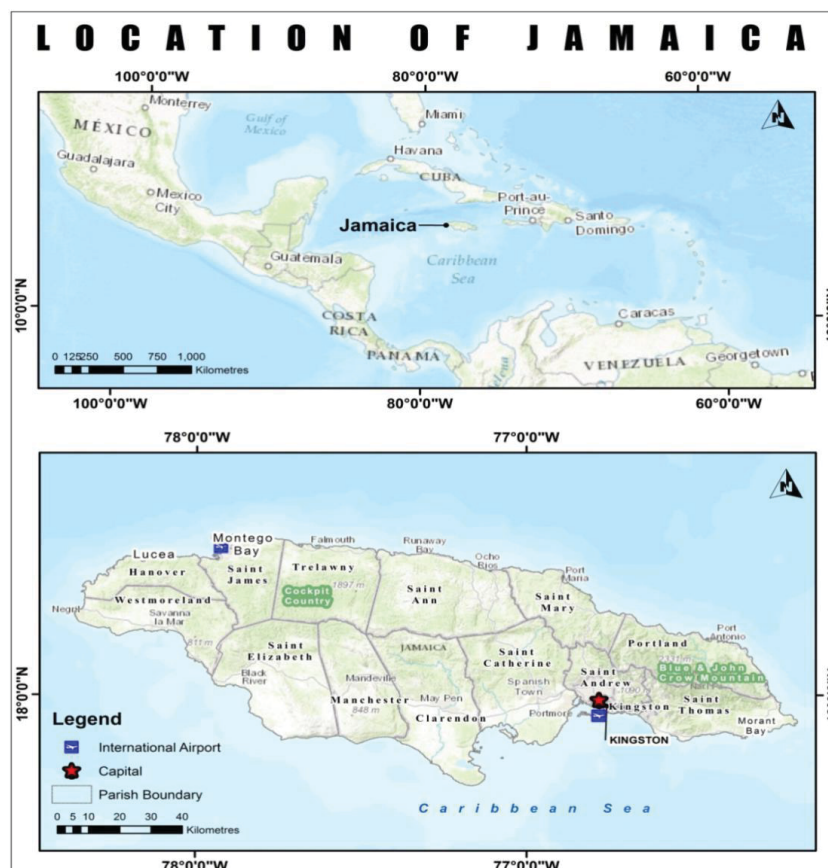 LOCATION OF JAMAICA
100°0'0"W 80°0'0"W 60°0'0"W
Monterrey
MÉXICO
Gulf of
Mexico
Miami
Guadalajara
Havana
CUBA
Mexico
City
Port-au-
Prince
Santo
Domingo
Jamaica
Guatemala
Caribbean
Sea
10°0'0"N
COSTA
RICA
Caracas
PANAMÁ
VENEZUELA
Georgetown
0 125 250 500 750 1,000
Kilometres
N
100°0'0"W 80°0'0"W 60°0'0"W
78°0'0"W 77°0'0"W
N
Montego
Bay
Falmouth
Runaway
Bay
Ocho
Rios
Lucea
Hanover
Saint
James
Trelawny
1897 m
Cockpit
Country
Saint
Ann
Port
Maria
Saint
Mary
Westmoreland
Negril
Savanna
la Mar
811 m
Saint
Elizabeth
JAMAICA
Saint
Catherine
Portland
Port
Antonio
Blue & John
Crow Mountain
Saint
Andrew
Black
River
Mandeville
Manchester
848 m
May Pen
Clarendon
Spanish
Town
Portmore
Kingston
Saint
Thomas
Morant
Bay
KINGSTON
18°0'0"N
Legend
International Airport
Capital
Parish Boundary
0 5 10 20 30 40
Kilometres
Caribbean Sea
78°0'0"W 77°0'0"W